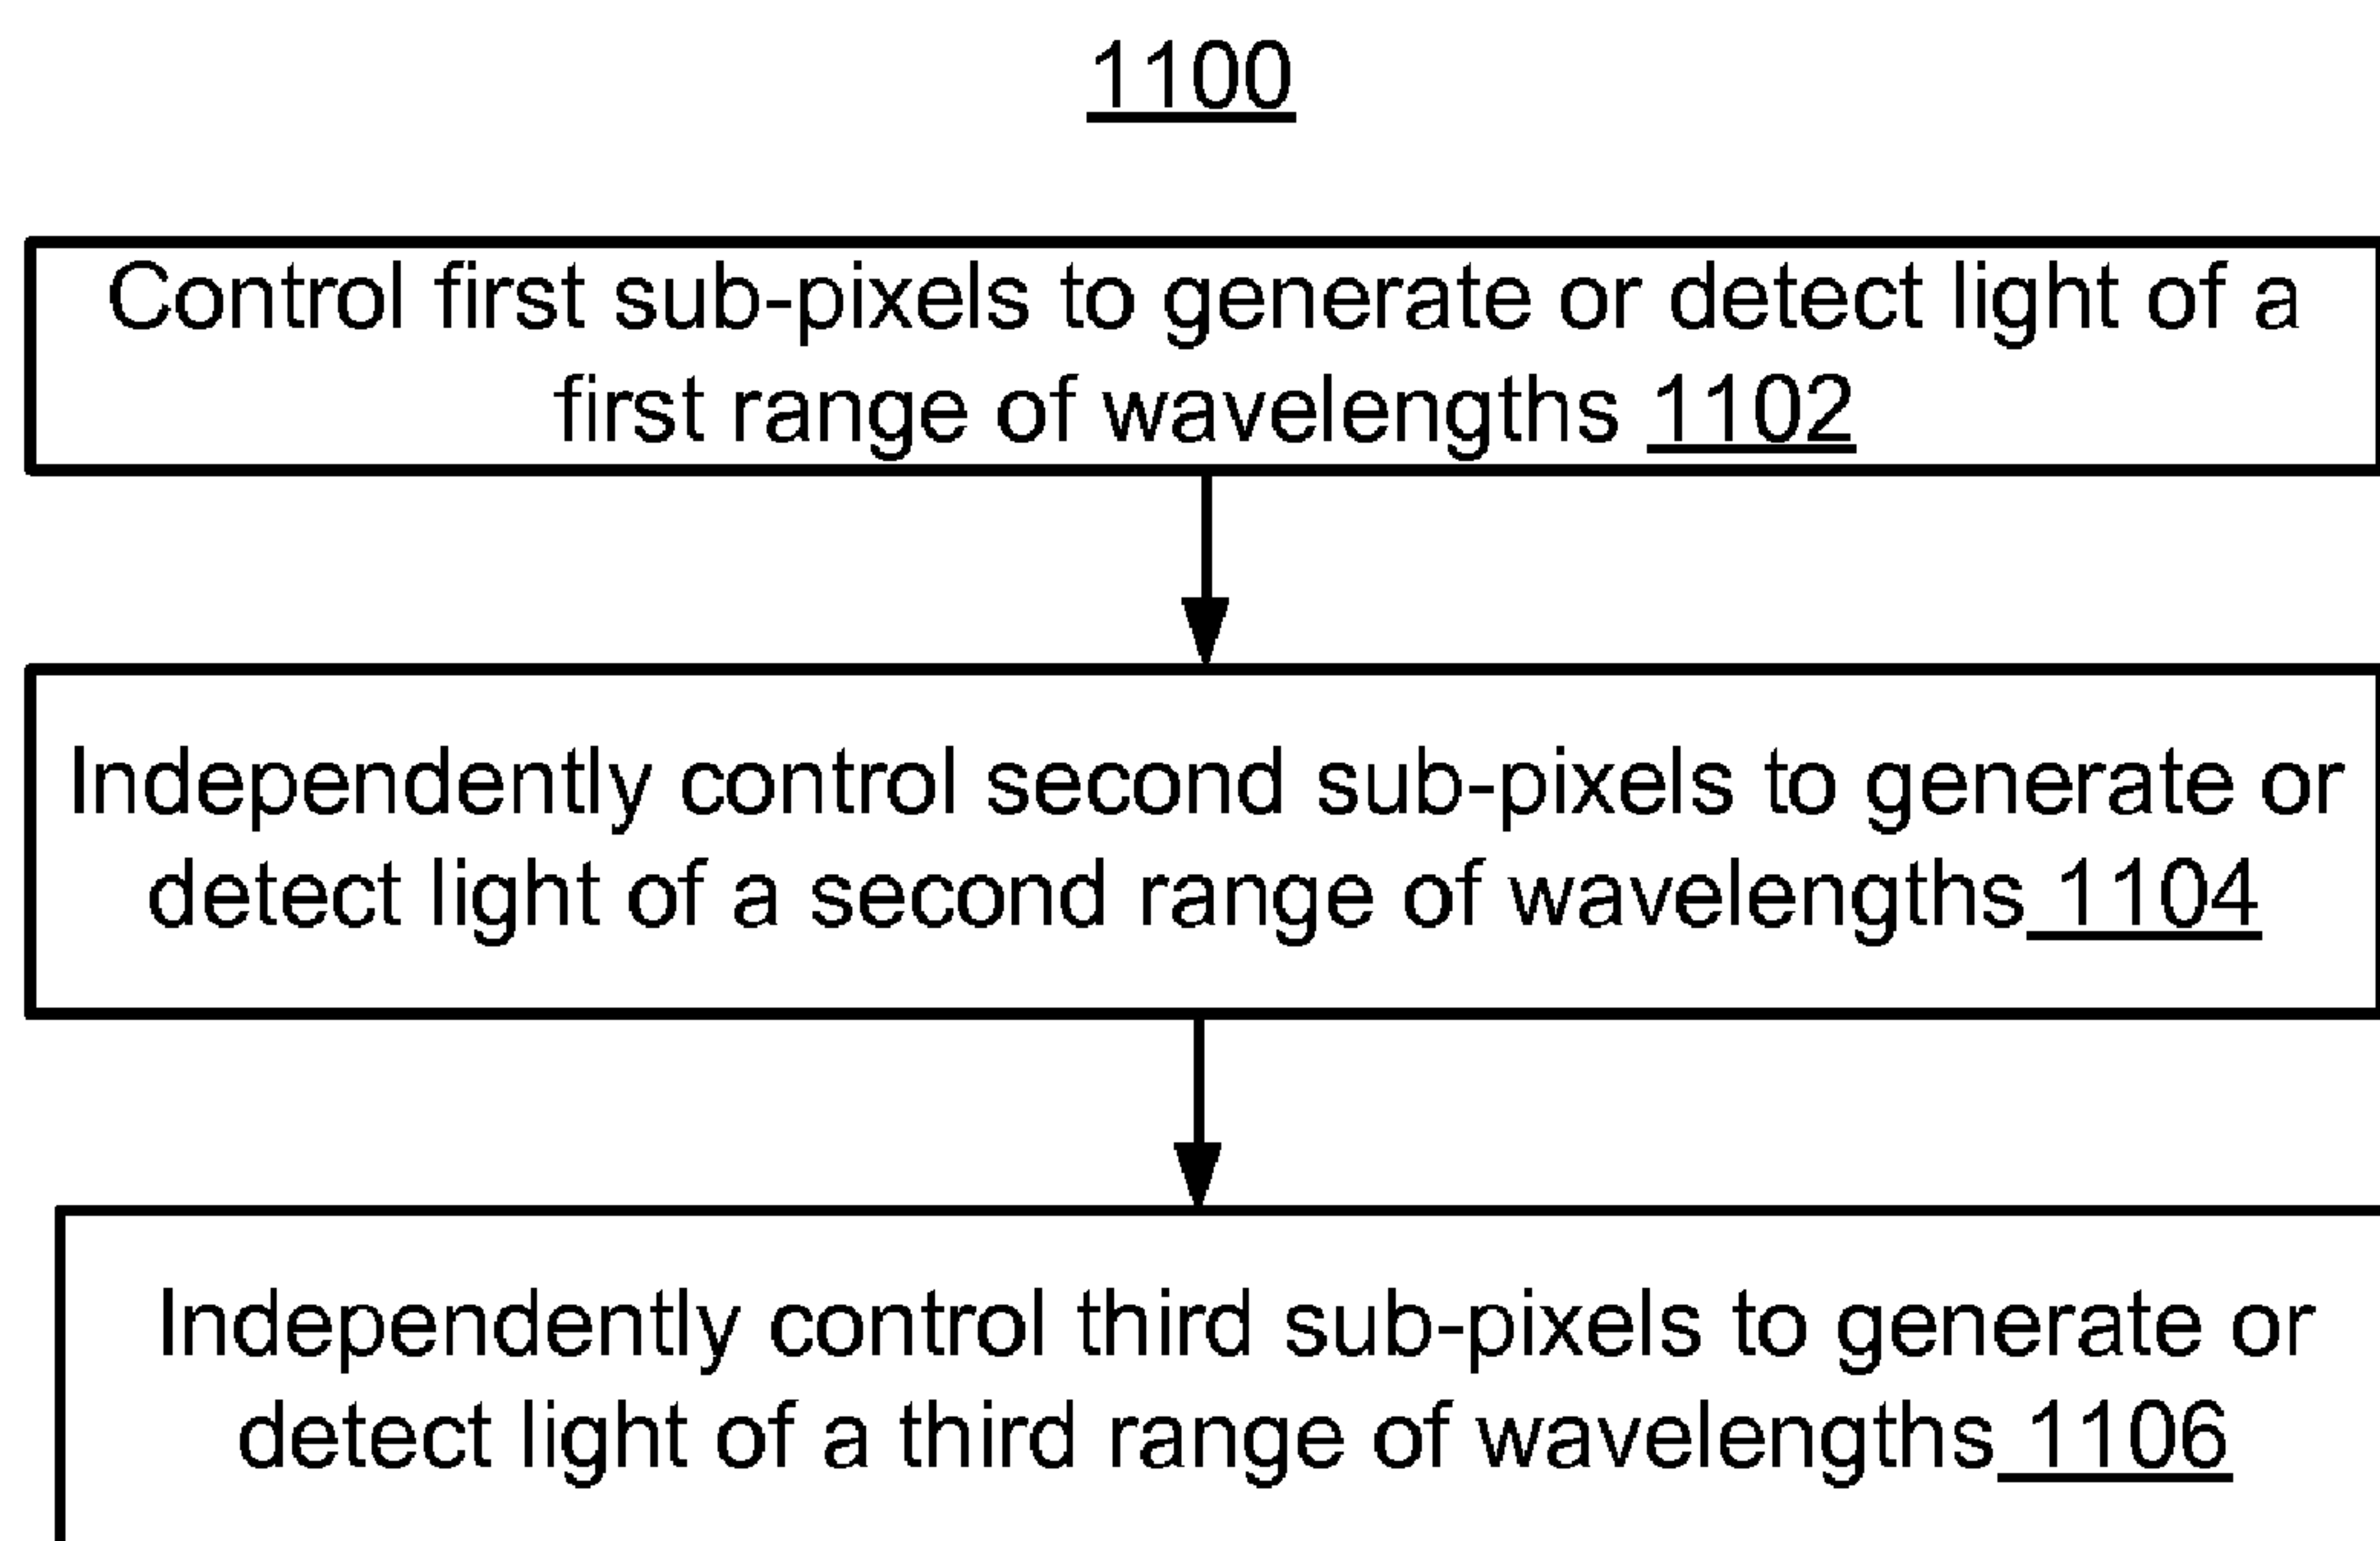 1100
Control first sub-pixels to generate or detect light of a
first range of wavelengths 1102
Independently control second sub-pixels to generate or
detect light of a second range of wavelengths 1104
Independently control third sub-pixels to generate or
detect light of a third range of wavelengths 1106